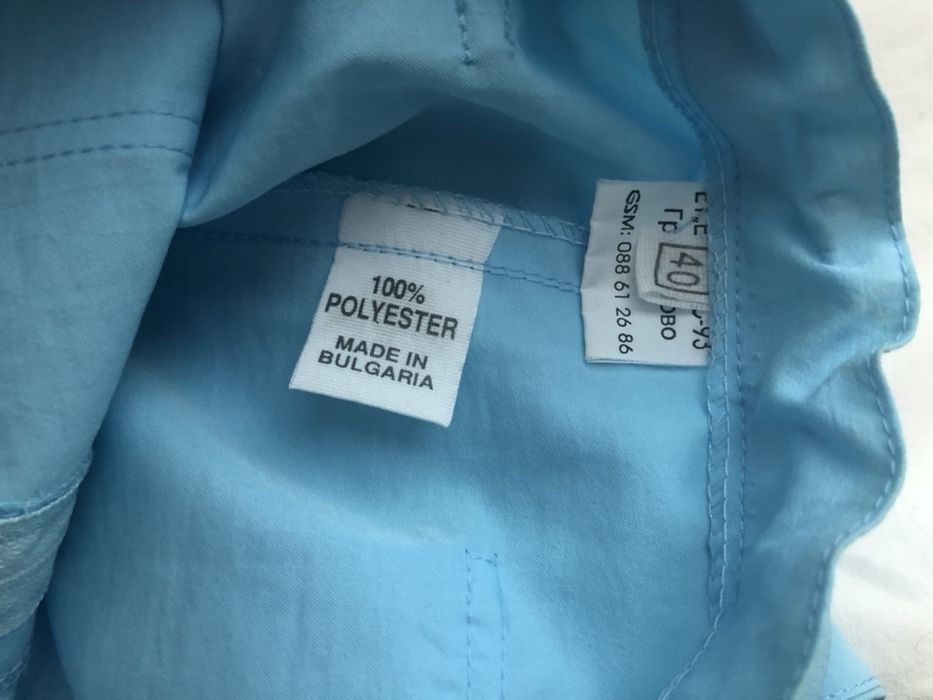 100%
POLYESTER
MADE IN
BULGARIA
40
GSM: 088 61 26 86